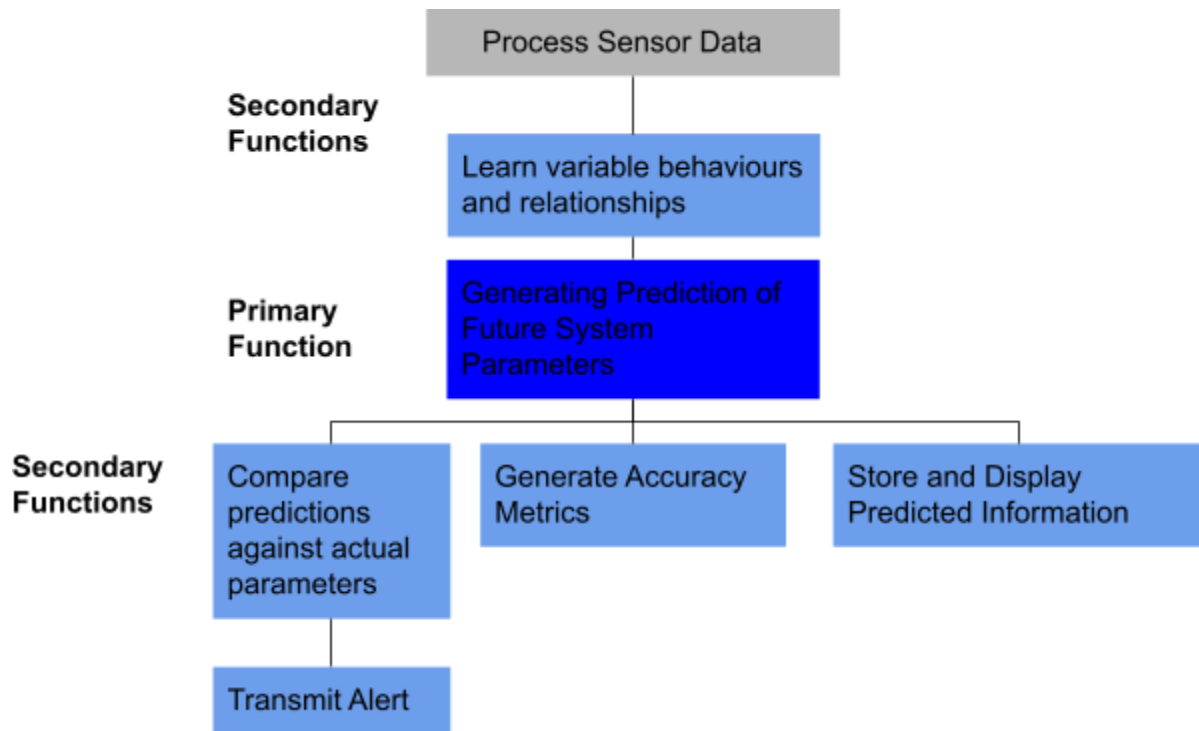 Process Sensor Data
Secondary
Functions
Learn variable behaviours
and relationships
Primary
Function
Generating Prediction of
Future System
Parameters
Secondary
Functions
Compare
predictions
against actual
parameters
Generate Accuracy
Metrics
Store and Display
Predicted Information
Transmit Alert